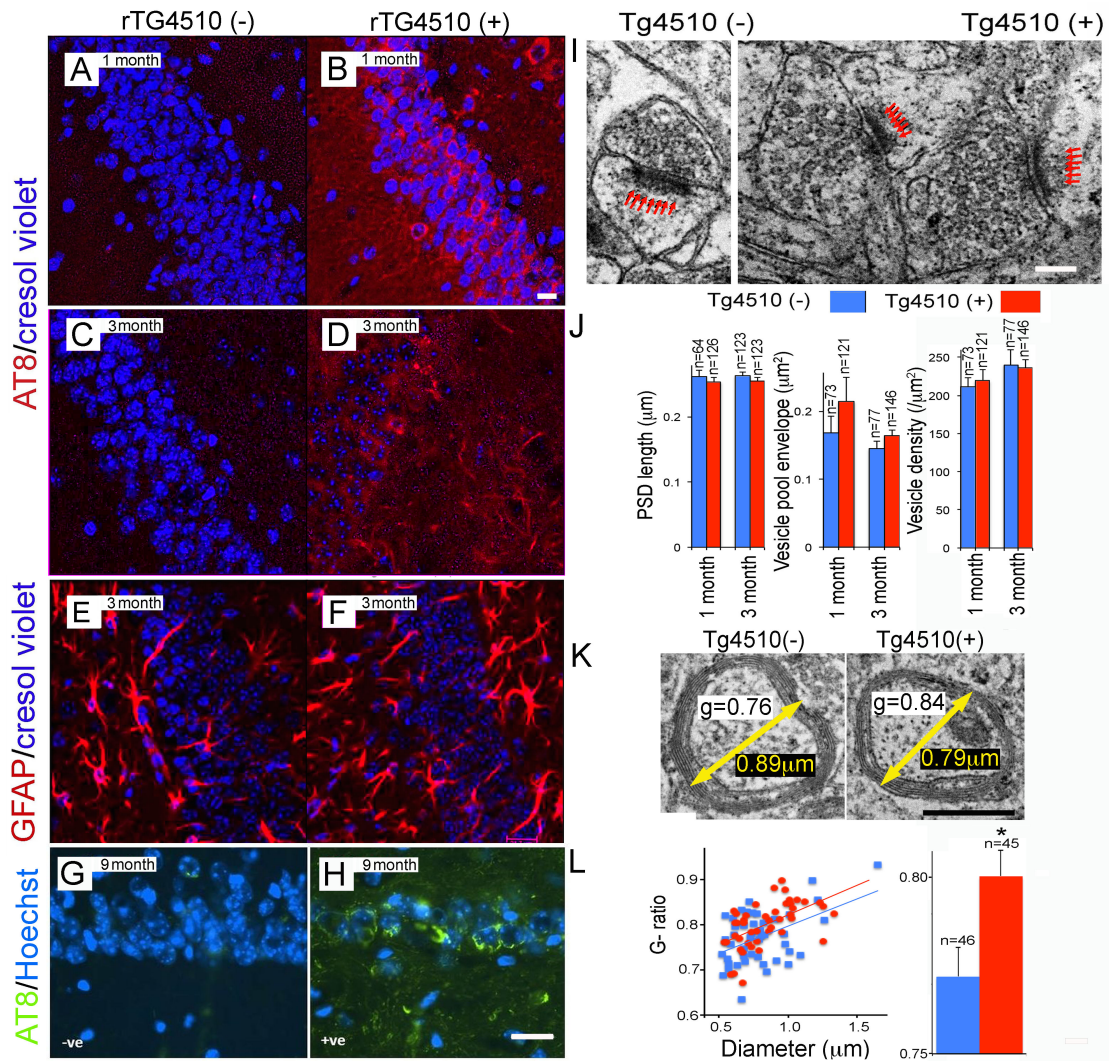 rTG4510 (-)
rTG4510 (+)
AT8/cresol violet
A
1 month
B
1 month
C
3 month
D
3 month
GFAP/cresol violet
E
3 month
F
3 month
AT8/Hoechst
G
9 month
-ve
H
9 month
+ve
I
Tg4510 (-)
Tg4510 (+)
Tg4510 (-)
Tg4510 (+)
J
PSD length (μm)
0.2
0.1
0
n=64
n=126
n=123
n=123
1 month
3 month
Vesicle pool envelope (μm²)
0.2
0.1
0
n=73
n=121
n=77
n=146
1 month
3 month
Vesicle density (/μm²)
250
200
150
200
50
0
n=73
n=121
n=77
n=146
1 month
3 month
K
Tg4510(-)
Tg4510(+)
g=0.76
0.89μm
g=0.84
0.79μm
L
G- ratio
0.9
0.8
0.7
0.6
0.5
1.0
1.5
Diameter (μm)
0.80
0.75
n=46
*
n=45